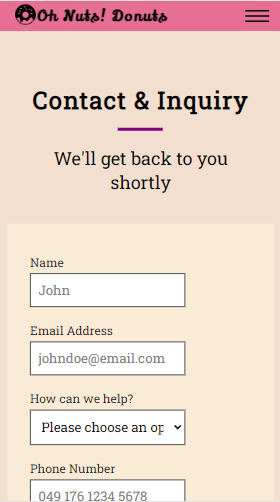 Oh Nuts! Donuts
Contact & Inquiry
We'll get back to you
shortly
Name
John
Email Address
johndoe@email.com
How can we help?
Please choose an op
Phone Number
049 176 1234 5678